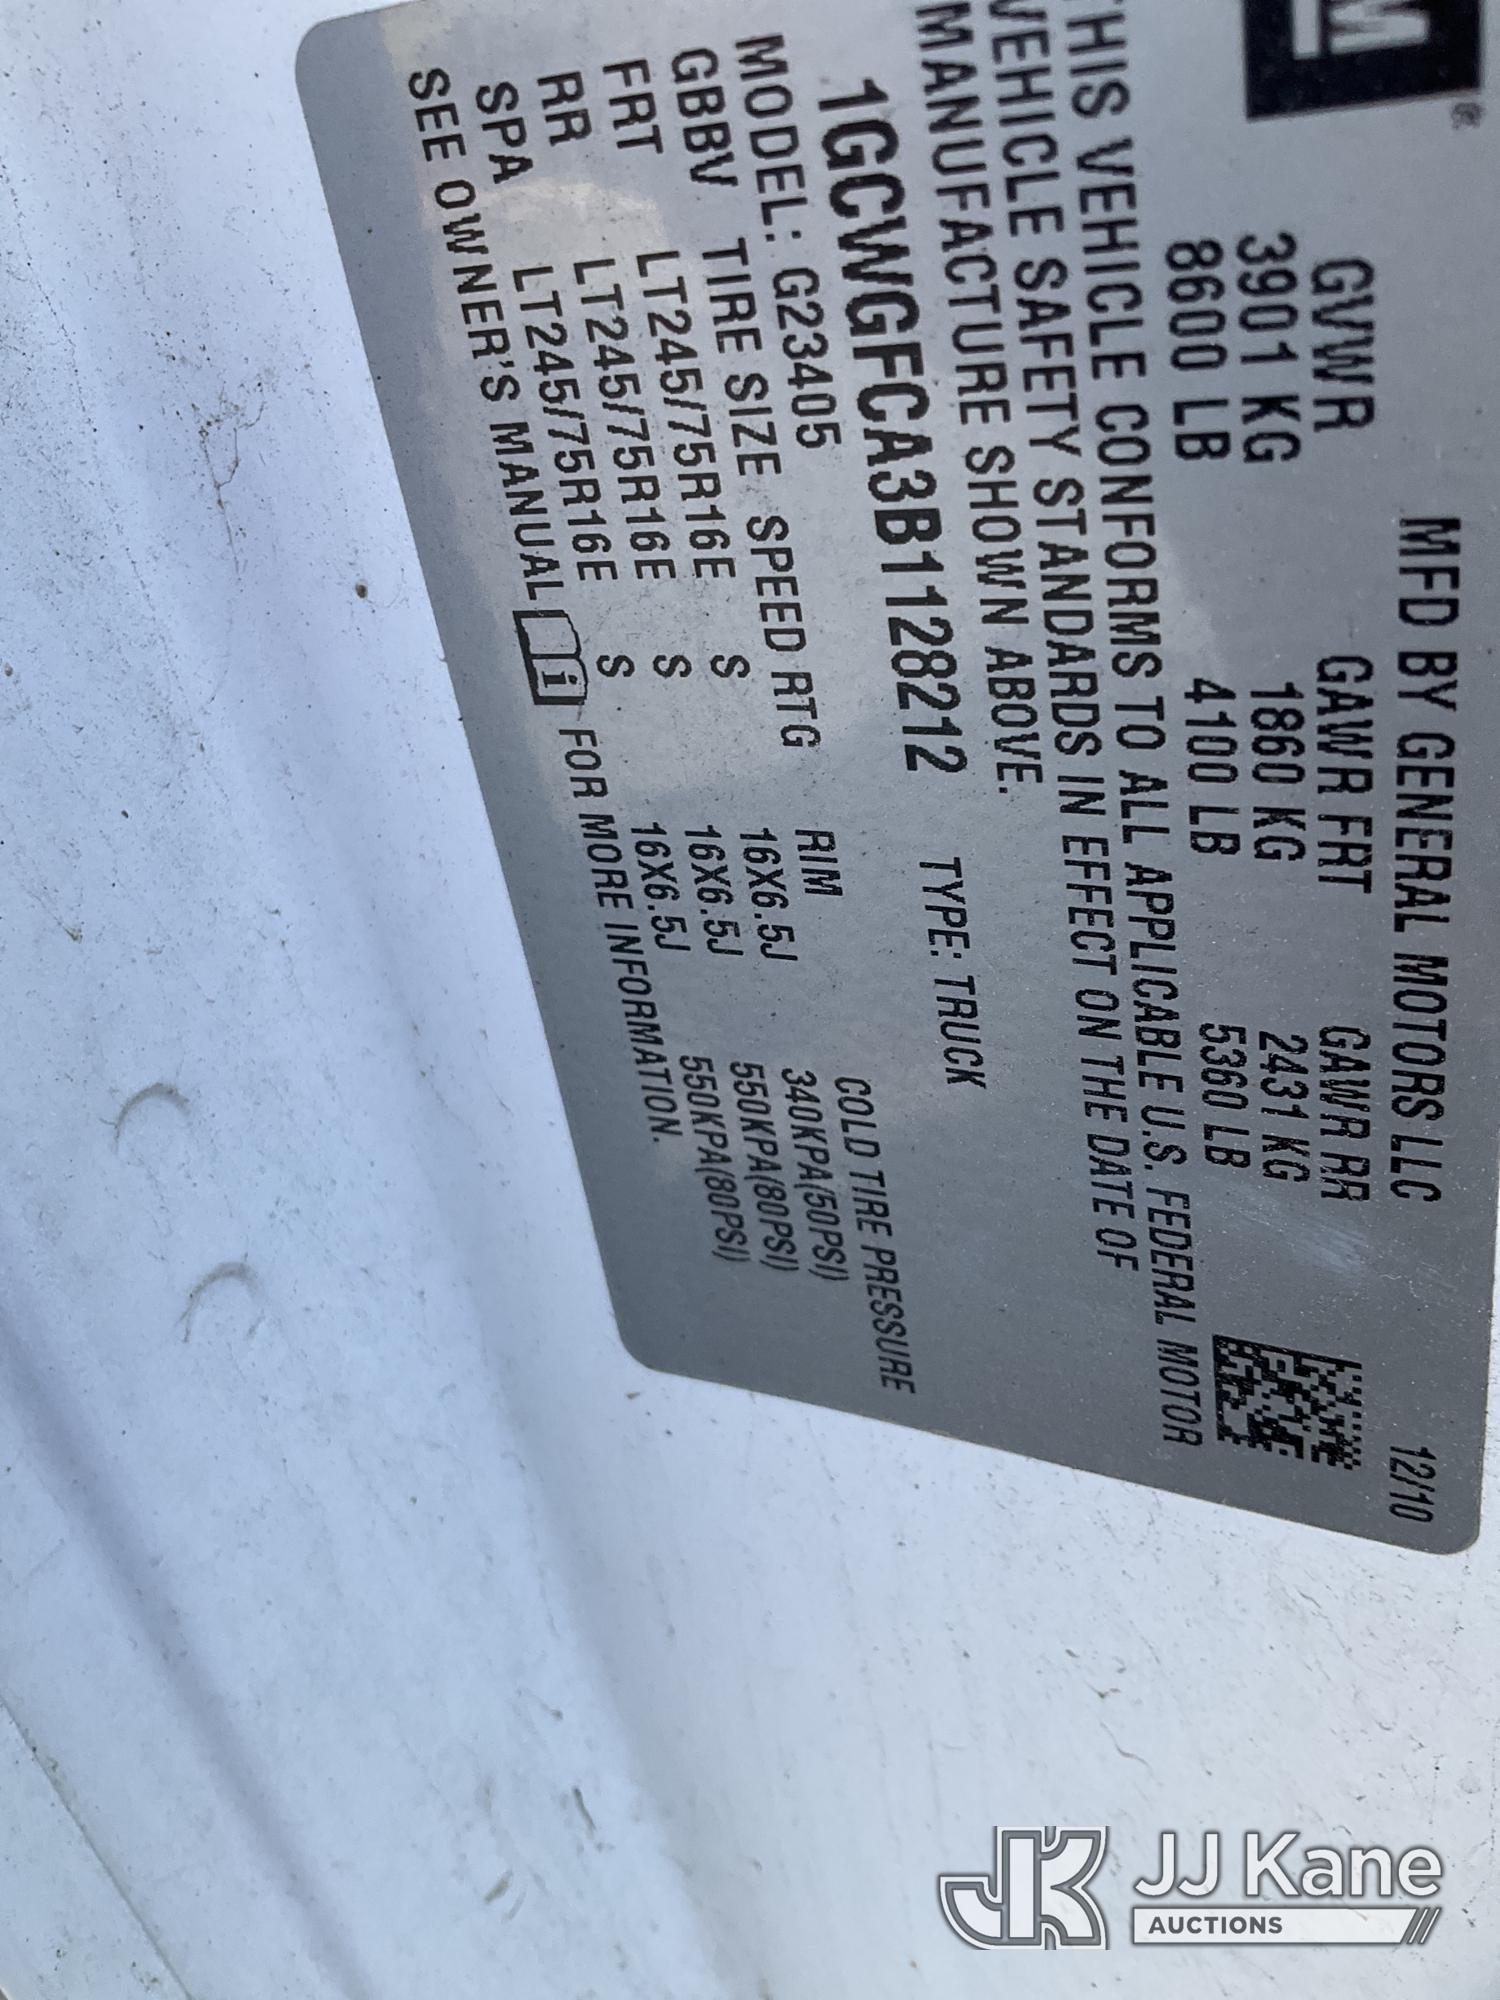 GM®
MFD BY GENERAL MOTORS LLC 12/10
GVWR GAWR FRT GAWR RR
3901 KG 1860 KG 2431 KG
8600 LB 4100 LB 5360 LB
THIS VEHICLE CONFORMS TO ALL APPLICABLE U.S. FEDERAL MOTOR
VEHICLE SAFETY STANDARDS IN EFFECT ON THE DATE OF
MANUFACTURE SHOWN ABOVE.
1GCWGFCA3B1128212 TYPE: TRUCK
MODEL: G23405
GBBV TIRE SIZE SPEED RTG RIM COLD TIRE PRESSURE
FRT LT245/75R16E S 16X6.5J 340KPA(50PSI)
RR LT245/75R16E S 16X6.5J 550KPA(80PSI)
SPA LT245/75R16E S 16X6.5J 550KPA(80PSI)
SEE OWNER'S MANUAL i FOR MORE INFORMATION.
JK JJ Kane
AUCTIONS